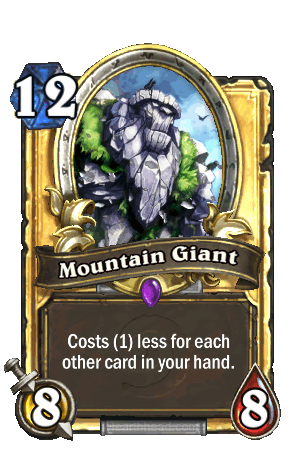 12
Mountain Giant
Costs (1) less for each
other card in your hand.
8
8